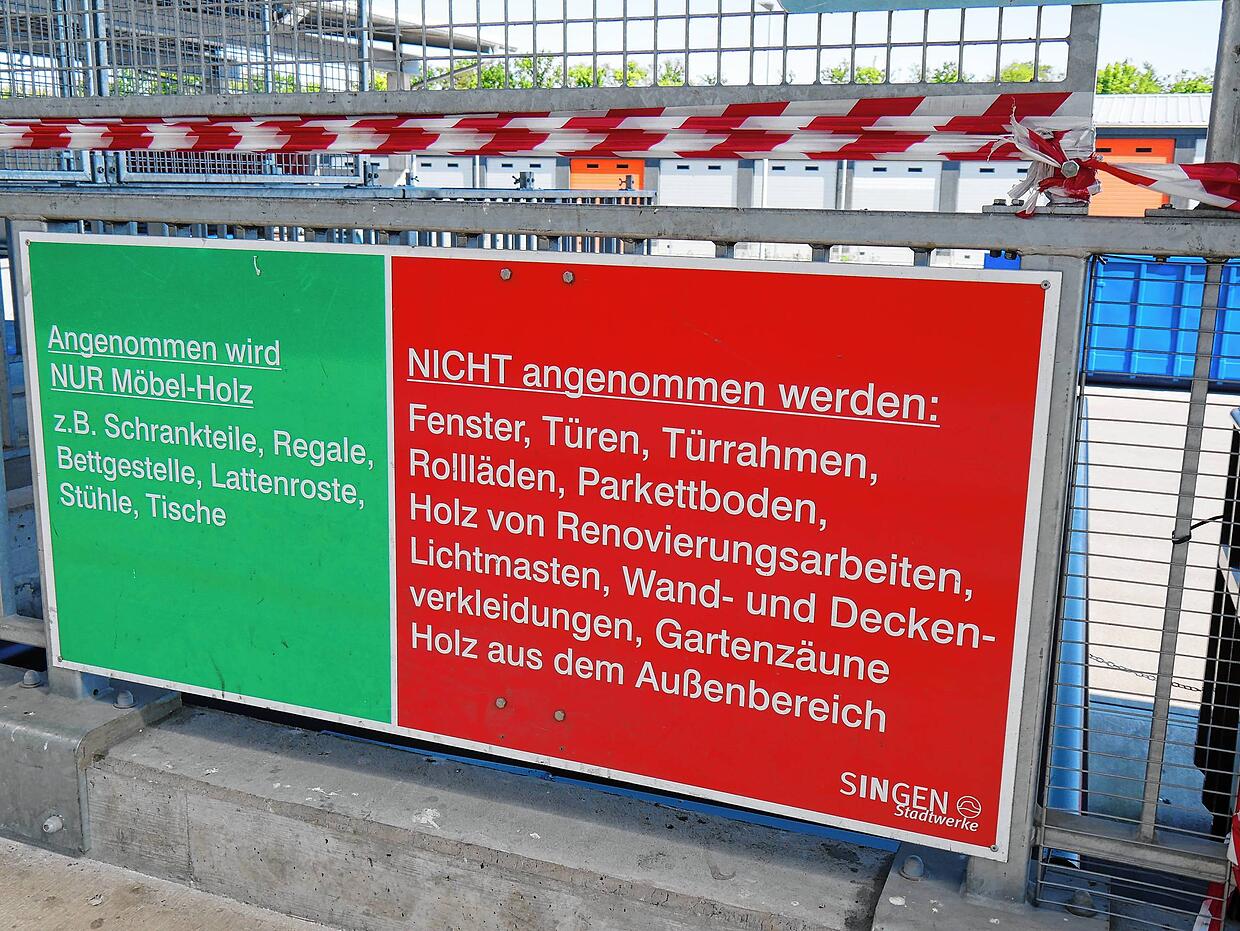 Angenommen wird
NUR Möbel-Holz
z.B. Schrankteile, Regale,
Bettgestelle, Lattenroste,
Stühle, Tische
NICHT angenommen werden:
Fenster, Türen, Türrahmen,
Rollläden, Parkettboden,
Holz von Renovierungsarbeiten,
Lichtmasten, Wand- und Decken-
verkleidungen, Gartenzäune
Holz aus dem Außenbereich
SINGEN
Stadtwerke